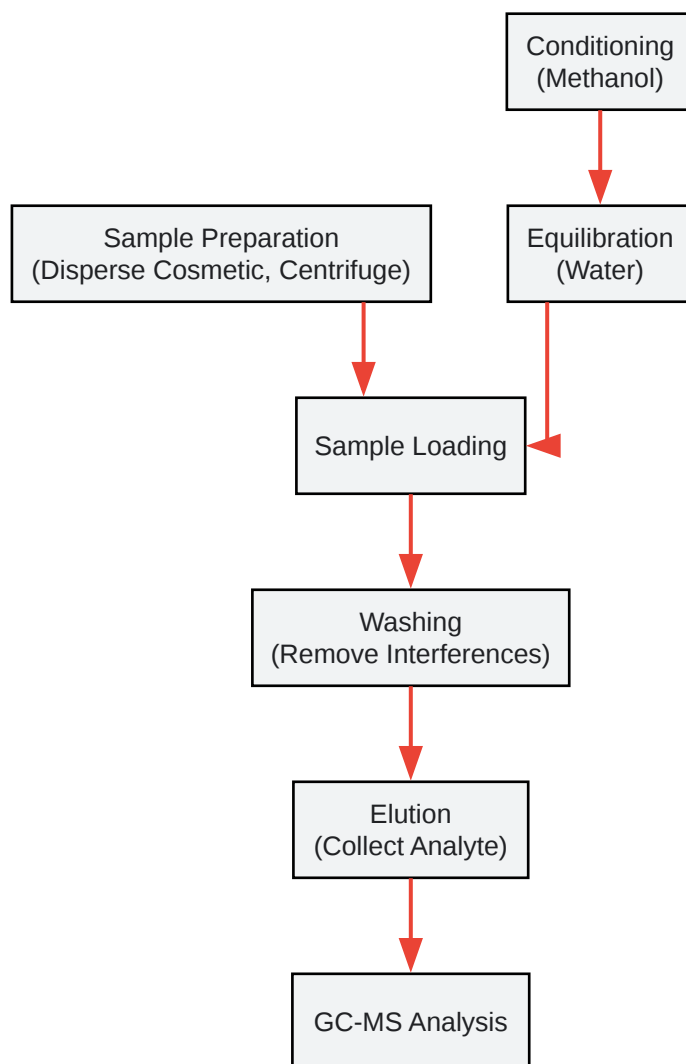 Conditioning
(Methanol)
Sample Preparation
(Disperse Cosmetic, Centrifuge)
Equilibration
(Water)
Sample Loading
Washing
(Remove Interferences)
Elution
(Collect Analyte)
GC-MS Analysis